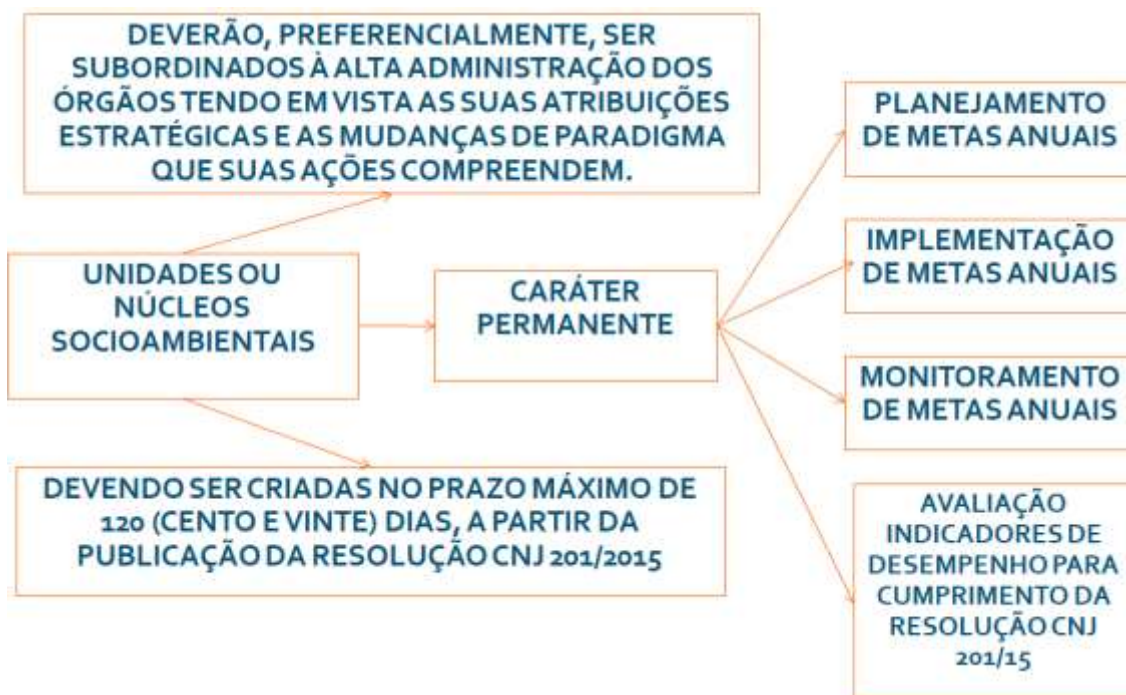 DEVERÃO, PREFERENCIALMENTE, SER
SUBORDINADOS À ALTA ADMINISTRAÇÃO DOS
ÓRGÃOS TENDO EM VISTA AS SUAS ATRIBUIÇÕES
ESTRATÉGICAS E AS MUDANÇAS DE PARADIGMA
QUE SUAS AÇÕES COMPREENDEM.
UNIDADES OU
NÚCLEOS
SOCIOAMBIENTAIS
CARÁTER
PERMANENTE
PLANEJAMENTO
DE METAS ANUAIS
IMPLEMENTAÇÃO
DE METAS ANUAIS
MONITORAMENTO
DE METAS ANUAIS
AVALIAÇÃO
INDICADORES DE
DESEMPENHO PARA
CUMPRIMENTO DA
RESOLUÇÃO CNJ
201/15
DEVENDO SER CRIADAS NO PRAZO MÁXIMO DE
120 (CENTO E VINTE) DIAS, A PARTIR DA
PUBLICAÇÃO DA RESOLUÇÃO CNJ 201/2015